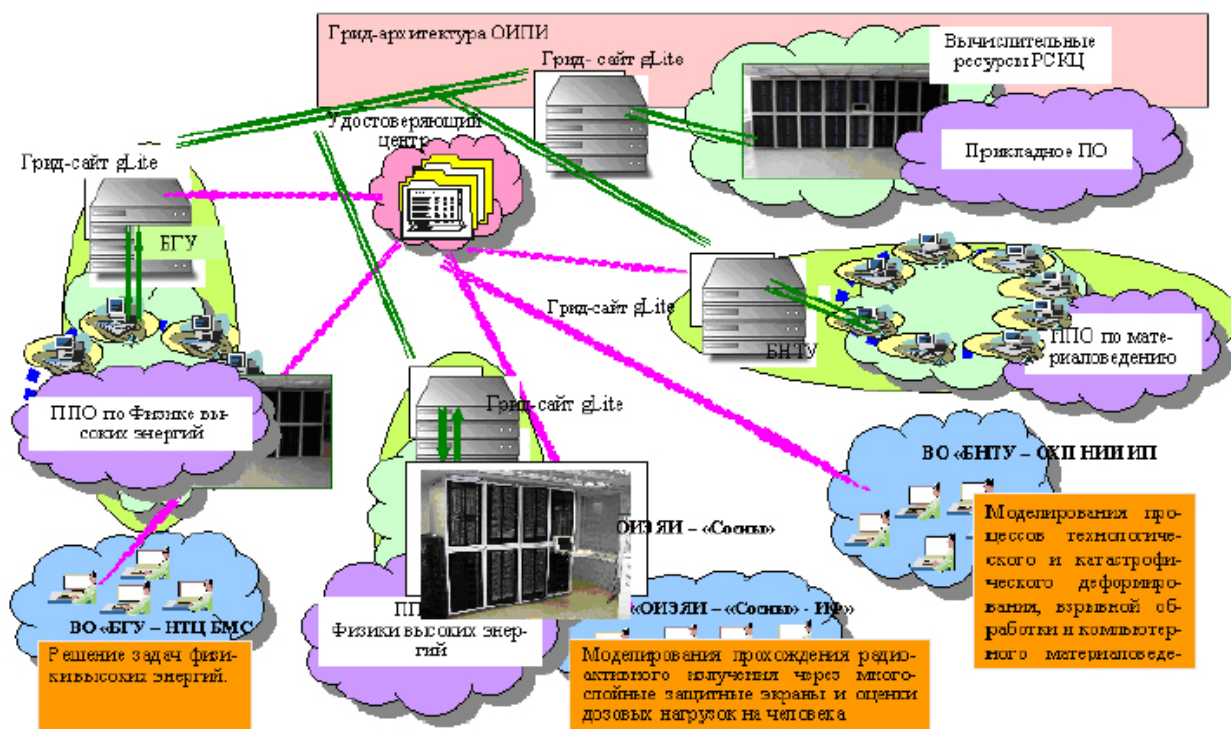 Грид-архитектура ОИПИ
Грид- сайт gLite
Вычислительные
ресурсы РСКЦ
Прикладное ПО
Удостоверяющий
центр
Грид-сайт gLite
БГУ
ППО по Физике вы-
соких энергий
Грид-сайт gLite
БНТУ
ППО по мате-
риаловедению
Грид-сайт gLite
ОИЭЯИ – «Сосны»
ПП
Физики высоких энер-
гий
ВО «БНТУ – ОХП НИИ ИП
Моделирования про-
цессов технологиче-
ского и катастрофи-
ческого деформиро-
вания, взрывной об-
работки и компьютер-
ного материаловеде-
ВО «БГУ – НТЦ БМС
Решение задач физи-
ки высоких энергий.
«ОИЭЯИ – «Сосны» - ИФ»
Моделирования прохождения радио-
активного излучения через много-
слойные защитные экраны и оценки
дозовых нагрузок на человека